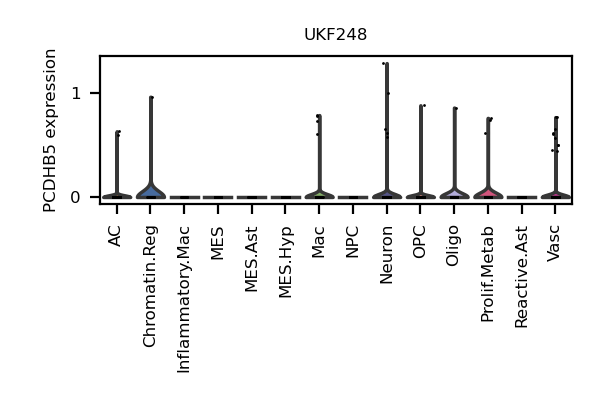 UKF248
PCDHB5 expression
1
0
AC
Chromatin.Reg
Inflammatory.Mac
MES
MES.Ast
MES.Hyp
Mac
NPC
Neuron
OPC
Oligo
Prolif.Metab
Reactive.Ast
Vasc